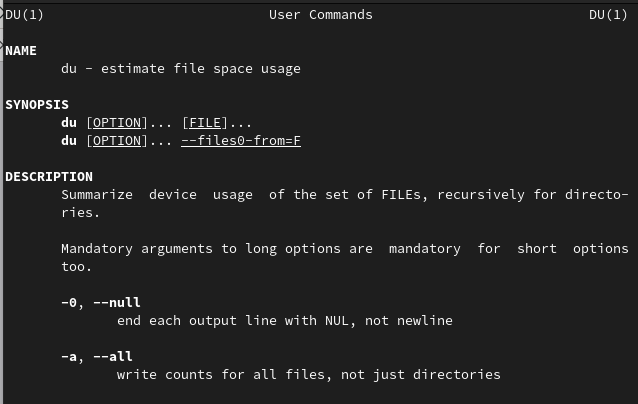 DU(1) User Commands DU(1)
NAME
du - estimate file space usage
SYNOPSIS
du [OPTION]... [FILE]...
du [OPTION]... --files0-from=F
DESCRIPTION
Summarize device usage of the set of FILEs, recursively for directo-
ries.
Mandatory arguments to long options are mandatory for short options
too.
-0, --null
end each output line with NUL, not newline
-a, --all
write counts for all files, not just directories